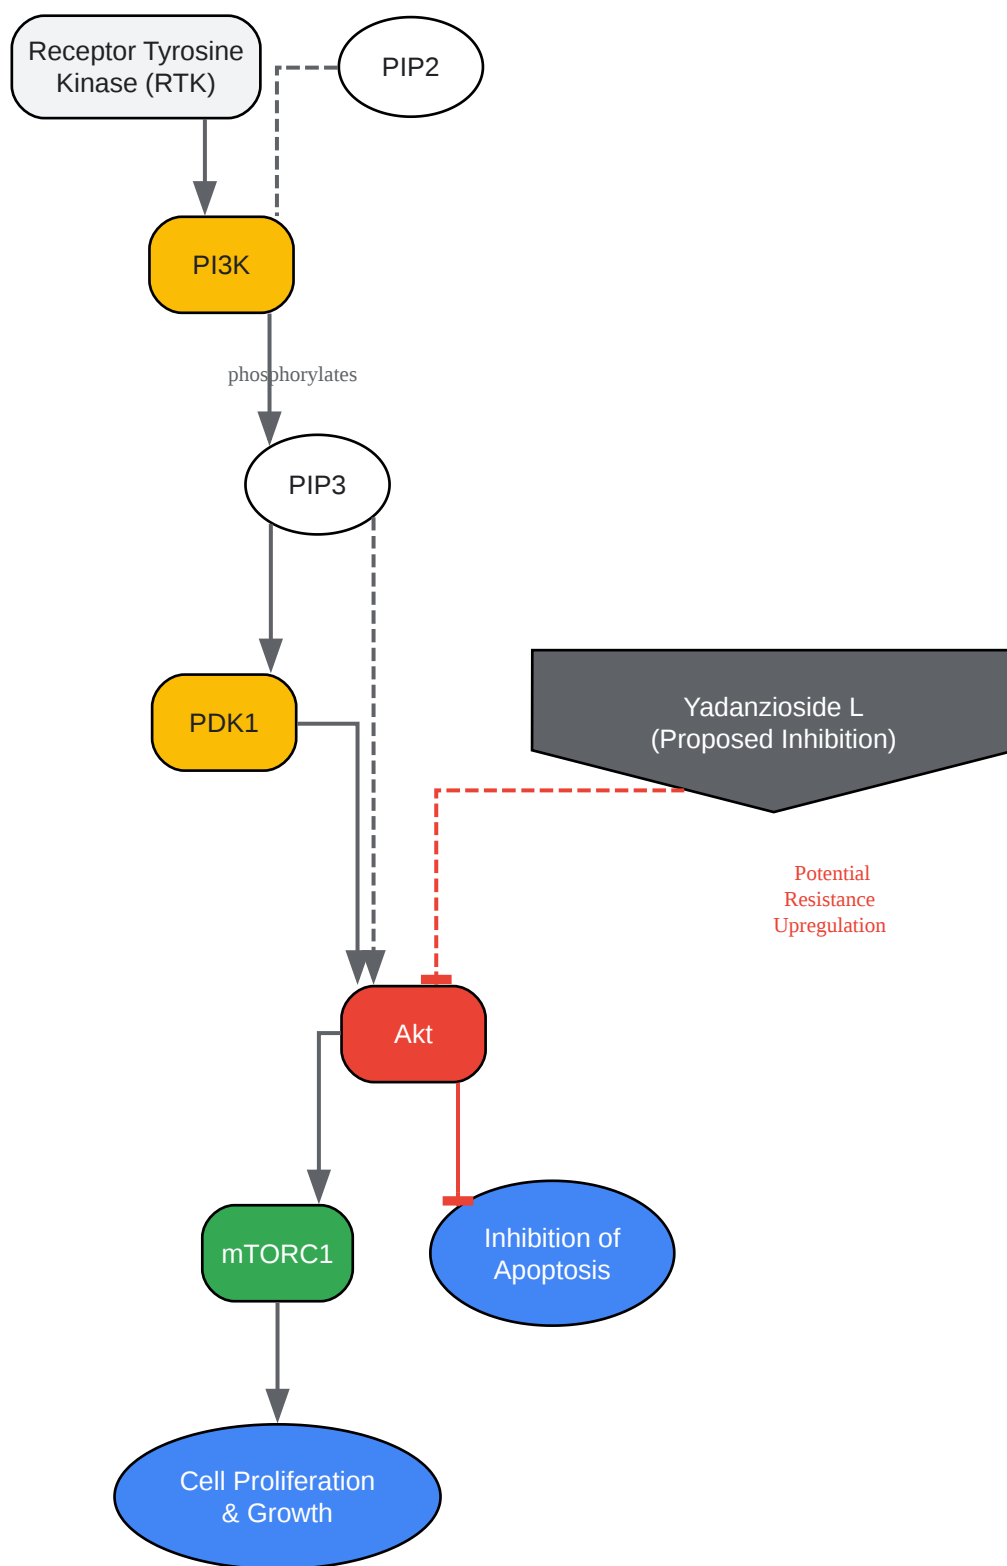 Receptor Tyrosine
Kinase (RTK)
PIP2
PI3K
phosphorylates
PIP3
PDK1
Yadanzioside L
(Proposed Inhibition)
Potential
Resistance
Upregulation
Akt
mTORC1
Inhibition of
Apoptosis
Cell Proliferation
& Growth